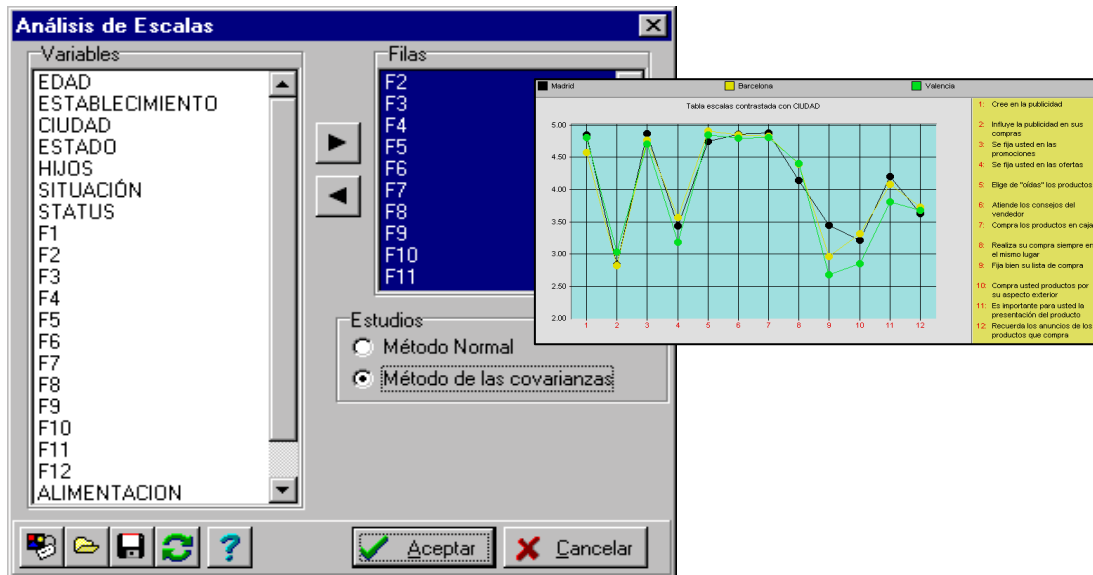 Análisis de Escalas
Variables
EDAD
ESTABLECIMIENTO
CIUDAD
ESTADO
HIJOS
SITUACIÓN
STATUS
F1
F2
F3
F4
F5
F6
F7
F8
F9
F10
F11
F12
ALIMENTACION
Filas
F2
F3
F4
F5
F6
F7
F8
F9
F10
F11
Estudios
Método Normal
Método de las covarianzas
Aceptar
Cancelar
Madrid
Barcelona
Valencia
Tabla escalas contrastada con CIUDAD
5.00
4.50
4.00
3.50
3.00
2.50
2.00
1 2 3 4 5 6 7 8 9 10 11 12
1: Cree en la publicidad
2: Influye la publicidad en sus
compras
3: Se fija usted en las
promociones
4: Se fija usted en las ofertas
5: Elige de "oídas" los productos
6: Atiende los consejos del
vendedor
7: Compra los productos en caja
8: Realiza su compra siempre en
el mismo lugar
9: Fija bien su lista de compra
10: Compra usted productos por
su aspecto exterior
11: Es importante para usted la
presentación del producto
12: Recuerda los anuncios de los
productos que compra